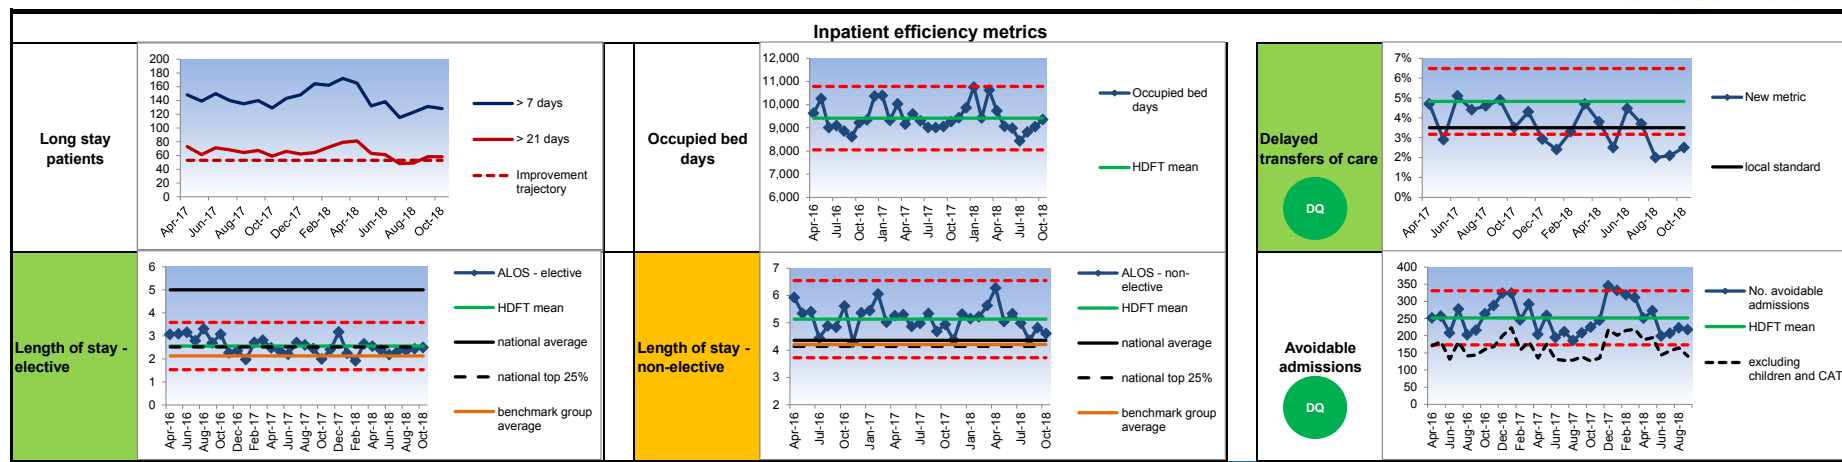 Inpatient efficiency metrics
Long stay
patients
200
180
160
140
120
100
80
60
40
20
0
Apr-17
Jun-17
Aug-17
Oct-17
Dec-17
Feb-18
Apr-18
Jun-18
Aug-18
Oct-18
> 7 days
> 21 days
Improvement
trajectory
Occupied bed
days
12,000
11,000
10,000
9,000
8,000
7,000
6,000
Apr-16
Jul-16
Oct-16
Jan-17
Apr-17
Jul-17
Oct-17
Jan-18
Apr-18
Jul-18
Oct-18
Occupied bed
days
HDFT mean
Delayed
transfers of care
DQ
7%
6%
5%
4%
3%
2%
1%
0%
Apr-17
Jun-17
Aug-17
Oct-17
Dec-17
Feb-18
Apr-18
Jun-18
Aug-18
Oct-18
New metric
local standard
Length of stay -
elective
6
5
4
3
2
1
0
Apr-16
Jun-16
Aug-16
Oct-16
Dec-16
Feb-17
Apr-17
Jun-17
Aug-17
Oct-17
Dec-17
Feb-18
Apr-18
Jun-18
Aug-18
Oct-18
ALOS - elective
HDFT mean
national average
national top 25%
benchmark group
average
Length of stay -
non-elective
7
6
5
4
3
2
Apr-16
Jul-16
Oct-16
Jan-17
Apr-17
Jul-17
Oct-17
Jan-18
Apr-18
Jul-18
Oct-18
ALOS - non-
elective
HDFT mean
national average
national top 25%
benchmark group
average
Avoidable
admissions
DQ
400
350
300
250
200
150
100
50
0
Apr-16
Jun-16
Aug-16
Oct-16
Dec-16
Feb-17
Apr-17
Jun-17
Aug-17
Oct-17
Dec-17
Feb-18
Apr-18
Jun-18
Aug-18
No. avoidable
admissions
HDFT mean
excluding
children and CAT